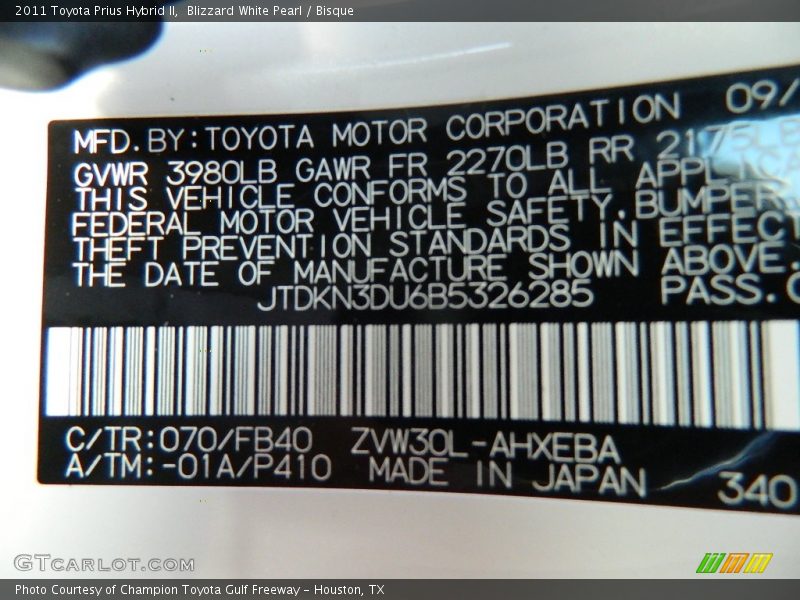 2011 Toyota Prius Hybrid II,  Blizzard White Pearl / Bisque
MFD. BY: TOYOTA MOTOR CORPORATION 09/
GVWR 3980LB GAWR FR 2270LB RR 2175LB
THIS VEHICLE CONFORMS TO ALL APPLICA
FEDERAL MOTOR VEHICLE SAFETY, BUMPER
THEFT PREVENTION STANDARDS IN EFFECT
THE DATE OF MANUFACTURE SHOWN ABOVE.
JTDKN3DU6B5326285 PASS.
C/TR:070/FB40 ZVW30L-AHXEBA
A/TM:-01A/P410 MADE IN JAPAN 340
GTCARLOT.COM
Photo Courtesy of Champion Toyota Gulf Freeway - Houston, TX